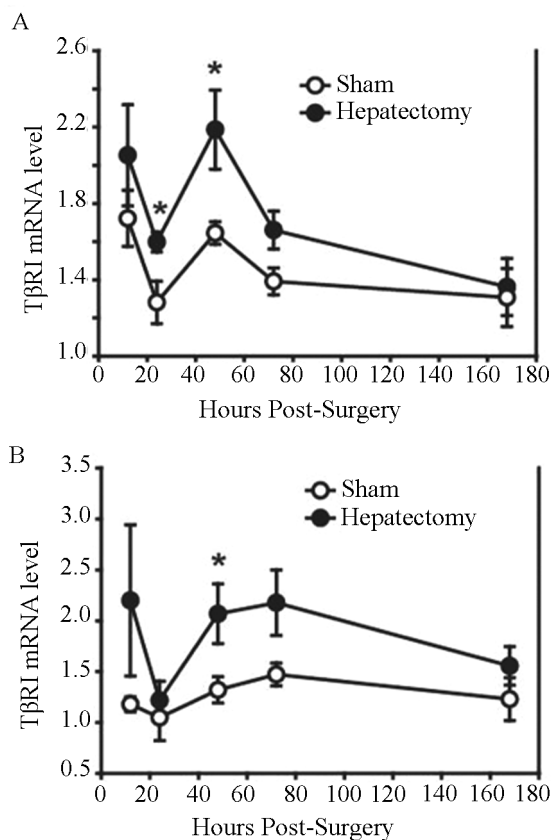 A
2.6
2.2
1.8
1.4
1.0
TβRI mRNA level
*
*
Sham
Hepatectomy
0 20 40 60 80 100 120 140 160 180
Hours Post-Surgery
B
3.5
3.0
2.5
2.0
1.5
1.0
0.5
TβRI mRNA level
*
Sham
Hepatectomy
0 20 40 60 80 100 120 140 160 180
Hours Post-Surgery